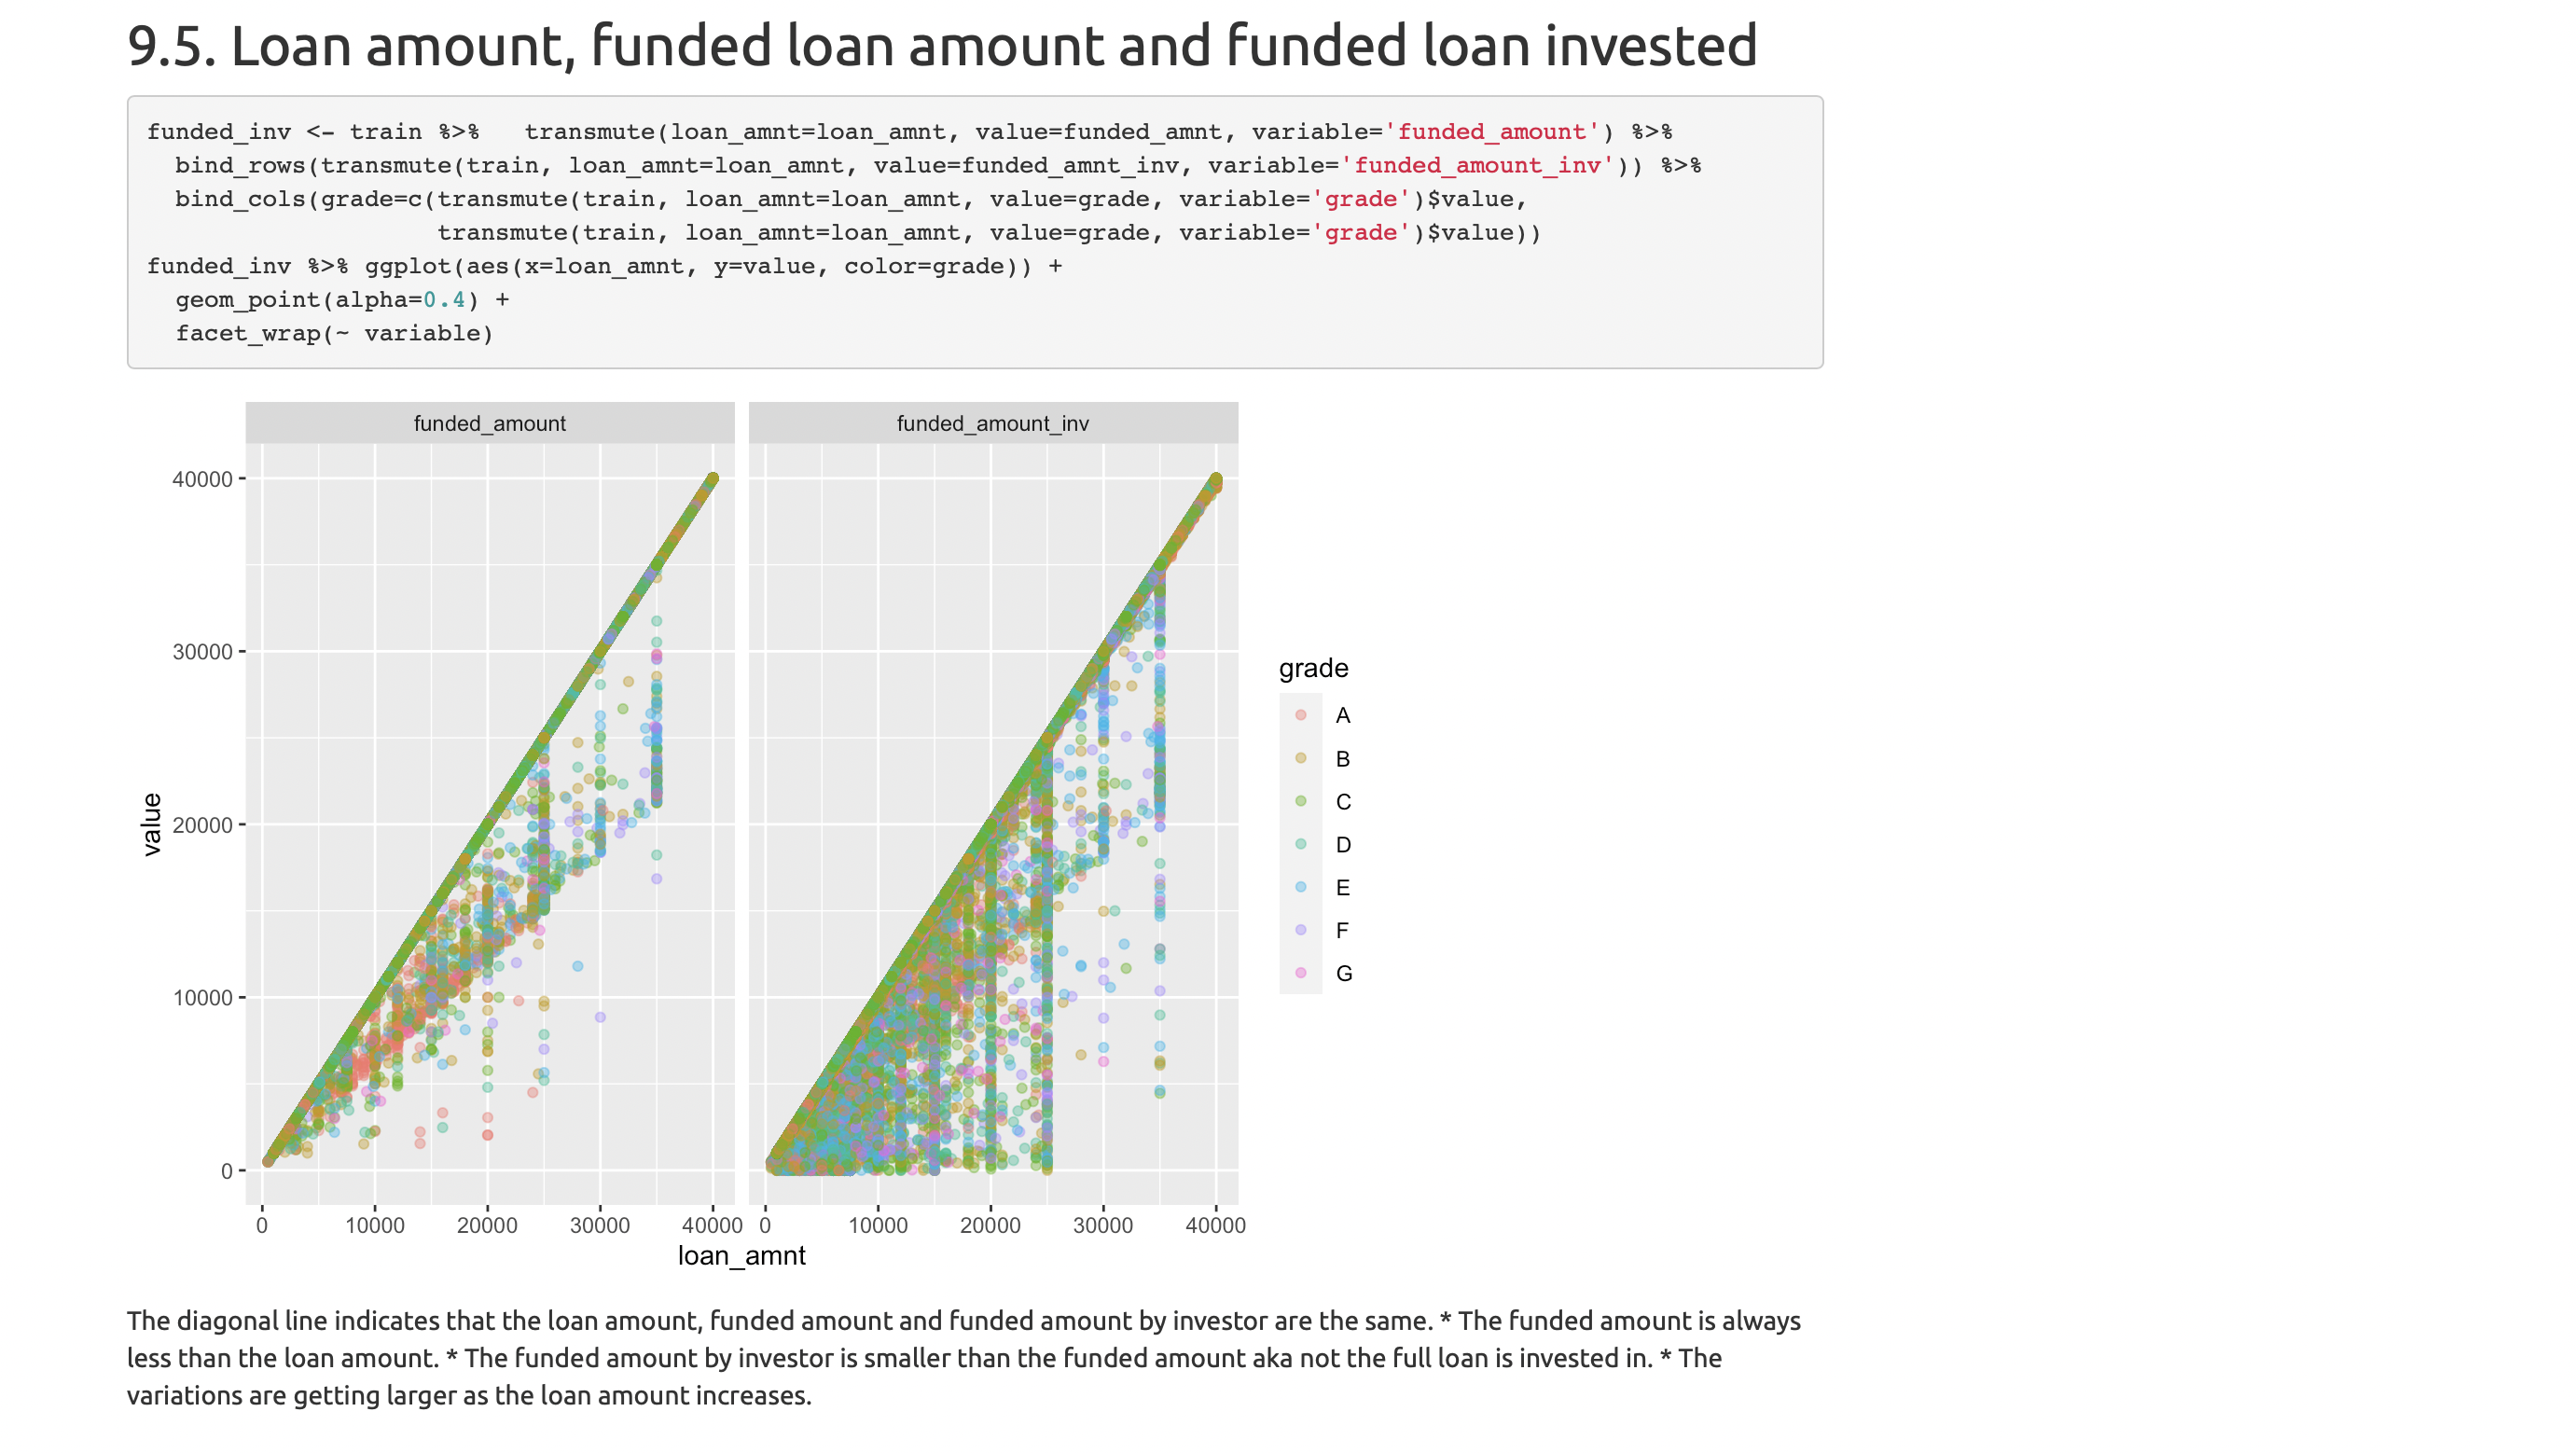 9.5. Loan amount, funded loan amount and funded loan invested
funded_inv <- train %>%   transmute(loan_amnt=loan_amnt, value=funded_amnt, variable='funded_amount') %>%
  bind_rows(transmute(train, loan_amnt=loan_amnt, value=funded_amnt_inv, variable='funded_amount_inv')) %>%
  bind_cols(grade=c(transmute(train, loan_amnt=loan_amnt, value=grade, variable='grade')$value,
                    transmute(train, loan_amnt=loan_amnt, value=grade, variable='grade')$value))
funded_inv %>% ggplot(aes(x=loan_amnt, y=value, color=grade)) +
  geom_point(alpha=0.4) +
  facet_wrap(~ variable)
funded_amount
funded_amount_inv
40000
30000
20000
10000
0
value
0 10000 20000 30000 40000
0 10000 20000 30000 40000
loan_amnt
grade
A
B
C
D
E
F
G
The diagonal line indicates that the loan amount, funded amount and funded amount by investor are the same. * The funded amount is always
less than the loan amount. * The funded amount by investor is smaller than the funded amount aka not the full loan is invested in. * The
variations are getting larger as the loan amount increases.